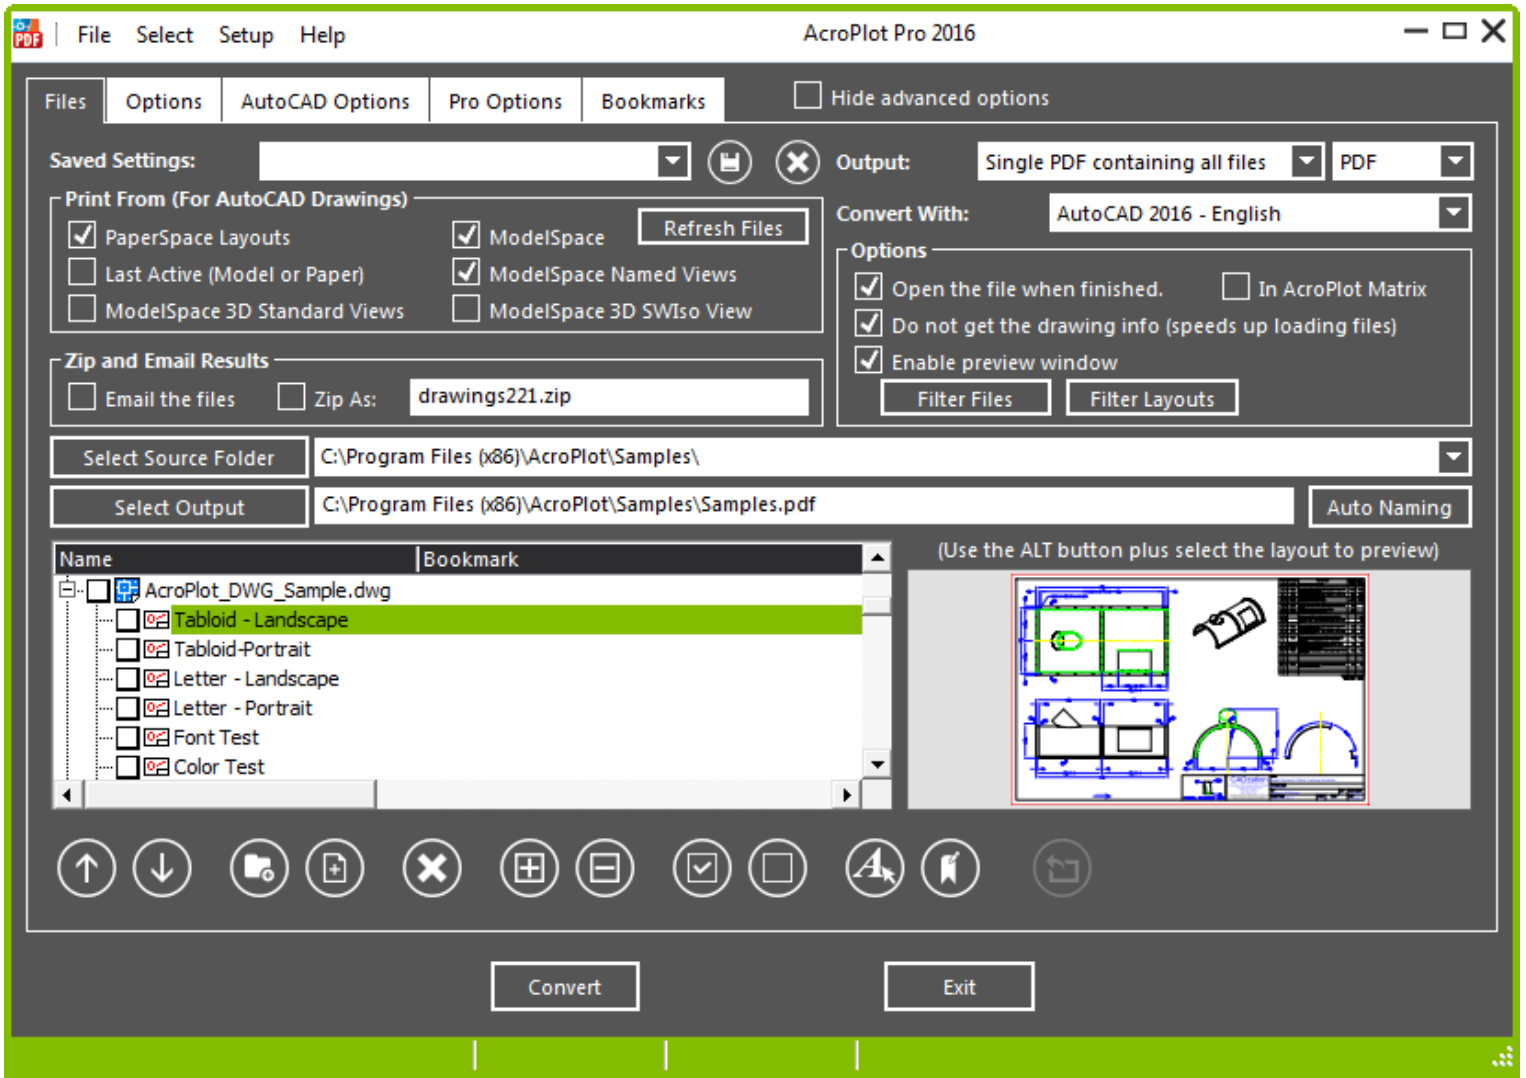 PDF File Select Setup Help AcroPlot Pro 2016
Files Options AutoCAD Options Pro Options Bookmarks Hide advanced options
Saved Settings: Output: Single PDF containing all files PDF
Print From (For AutoCAD Drawings)
PaperSpace Layouts ModelSpace Refresh Files
Last Active (Model or Paper) ModelSpace Named Views
ModelSpace 3D Standard Views ModelSpace 3D SWIso View
Convert With: AutoCAD 2016 - English
Options
Open the file when finished. In AcroPlot Matrix
Do not get the drawing info (speeds up loading files)
Enable preview window
Filter Files Filter Layouts
Zip and Email Results
Email the files Zip As: drawings221.zip
Select Source Folder C:\Program Files (x86)\AcroPlot\Samples\
Select Output C:\Program Files (x86)\AcroPlot\Samples\Samples.pdf Auto Naming
Name Bookmark
AcroPlot_DWG_Sample.dwg
Tabloid - Landscape
Tabloid-Portrait
Letter - Landscape
Letter - Portrait
Font Test
Color Test
(Use the ALT button plus select the layout to preview)
Convert Exit